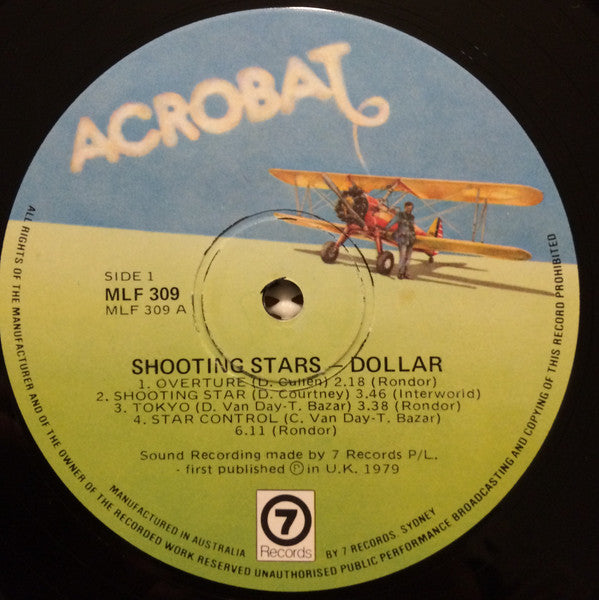 ACROBAT
SIDE 1
MLF 309
MLF 309 A
SHOOTING STARS – DOLLAR
1. OVERTURE (D. Cullen) 2.18 (Rondor)
2. SHOOTING STAR (D. Courtney) 3.46 (Interworld)
3. TOKYO (D. Van Day-T. Bazar) 3.38 (Rondor)
4. STAR CONTROL (C. Van Day-T. Bazar)
6.11 (Rondor)
Sound Recording made by 7 Records P/L.
- first published ℗ in U.K. 1979
7
Records
MANUFACTURED IN AUSTRALIA
BY 7 RECORDS, SYDNEY
ALL RIGHTS OF THE MANUFACTURER AND OF THE OWNER OF THE RECORDED WORK RESERVED UNAUTHORISED PUBLIC PERFORMANCE BROADCASTING AND COPYING OF THIS RECORD PROHIBITED